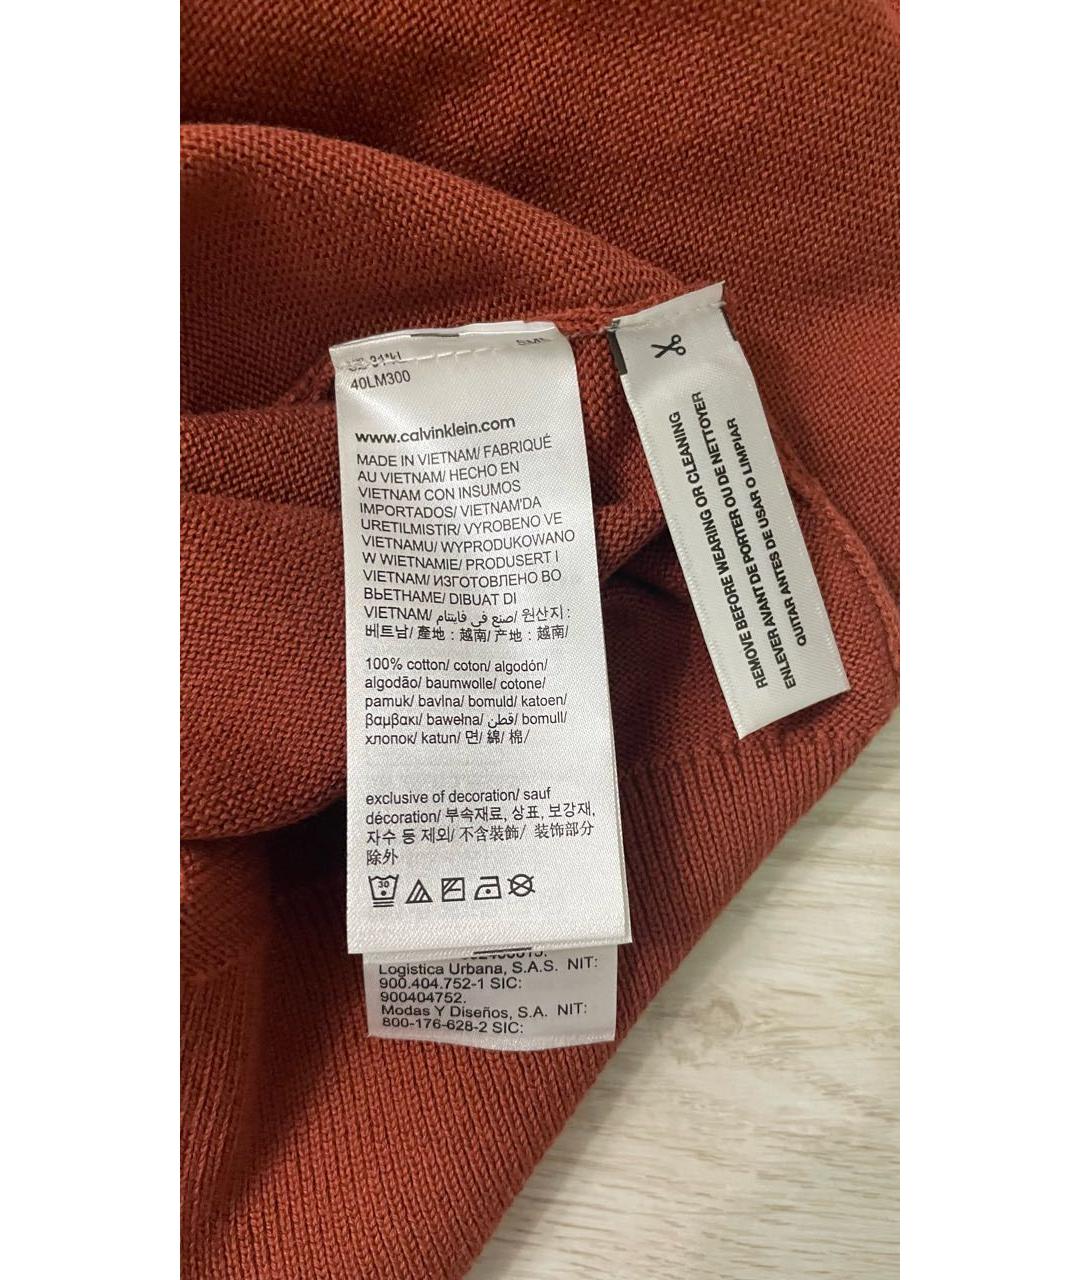 40LM300
www.calvinklein.com
MADE IN VIETNAM/ FABRIQUÉ
AU VIETNAM/ HECHO EN
VIETNAM CON INSUMOS
IMPORTADOS/ VIETNAM'DA
URETILMISTIR/ VYROBENO VE
VIETNAMU/ WYPRODUKOWANO
W WIETNAMIE/ PRODUSERT I
VIETNAM/ ИЗГОТОВЛЕНО ВО
ВЬЕТНАМЕ/ DIBUAT DI
VIETNAM/ صنع في فايتنام/ 원산지 :
베트남/ 產地 : 越南/ 产地 : 越南/
100% cotton/ coton/ algodón/
algodão/ baumwolle/ cotone/
pamuk/ bavlna/ bomuld/ katoen/
βαμβακι/ bawełna/ قطن/ bomull/
хлопок/ katun/ 면/ 綿/ 棉/
exclusive of decoration/ sauf
décoration/ 부속재료, 상표, 보강재,
자수 등 제외/ 不含裝飾/ 装饰部分
除外
30
Logistica Urbana, S.A.S. NIT:
900.404.752-1 SIC:
900404752.
Modas Y Diseños, S.A. NIT:
800-176-628-2 SIC:
REMOVE BEFORE WEARING OR CLEANING
ENLEVER AVANT DE PORTER OU DE NETTOYER
QUITAR ANTES DE USAR O LIMPIAR